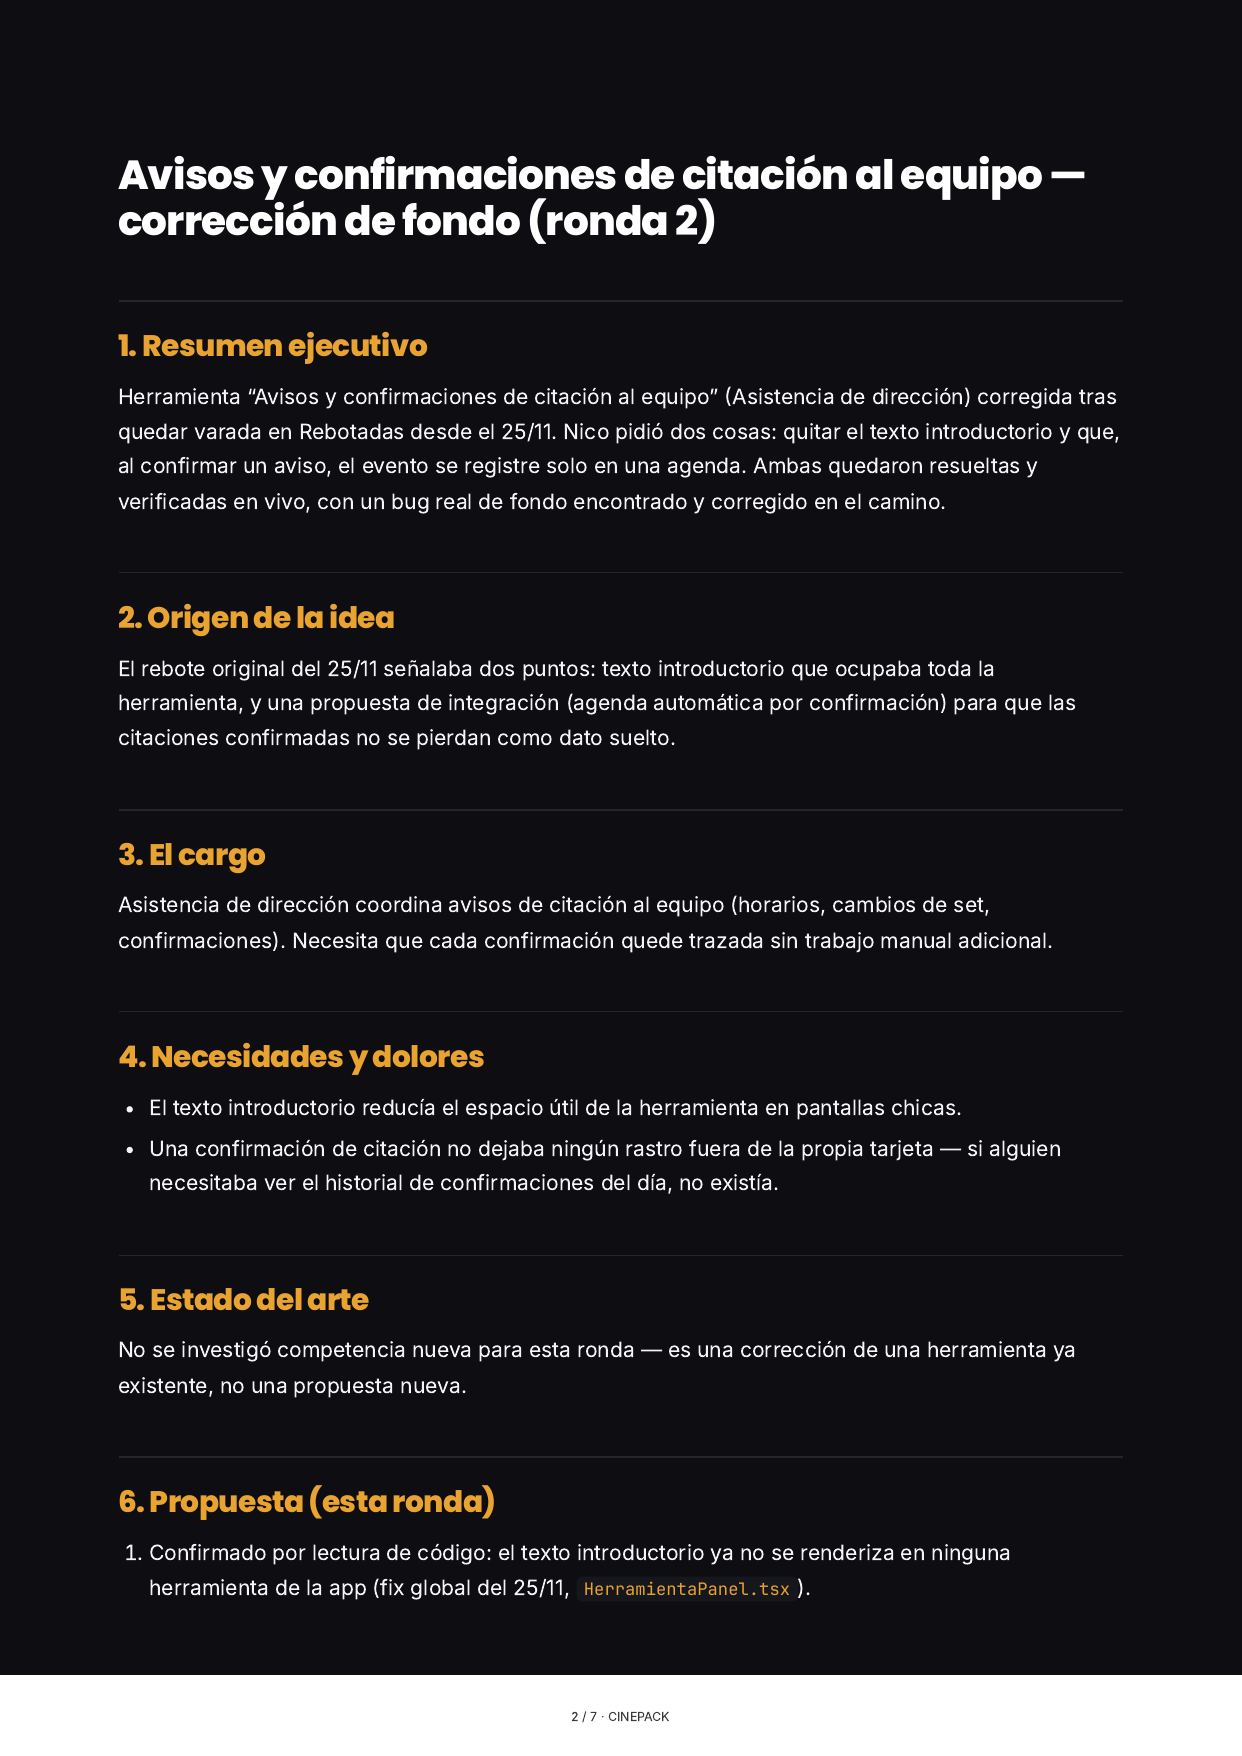 Avisos y confirmaciones de citación al equipo —
corrección de fondo (ronda 2)
1. Resumen ejecutivo
Herramienta “Avisos y confirmaciones de citación al equipo” (Asistencia de dirección) corregida tras
quedar varada en Rebotadas desde el 25/11. Nico pidió dos cosas: quitar el texto introductorio y que,
al confirmar un aviso, el evento se registre solo en una agenda. Ambas quedaron resueltas y
verificadas en vivo, con un bug real de fondo encontrado y corregido en el camino.
2. Origen de la idea
El rebote original del 25/11 señalaba dos puntos: texto introductorio que ocupaba toda la
herramienta, y una propuesta de integración (agenda automática por confirmación) para que las
citaciones confirmadas no se pierdan como dato suelto.
3. El cargo
Asistencia de dirección coordina avisos de citación al equipo (horarios, cambios de set,
confirmaciones). Necesita que cada confirmación quede trazada sin trabajo manual adicional.
4. Necesidades y dolores
• El texto introductorio reducía el espacio útil de la herramienta en pantallas chicas.
• Una confirmación de citación no dejaba ningún rastro fuera de la propia tarjeta — si alguien
necesitaba ver el historial de confirmaciones del día, no existía.
5. Estado del arte
No se investigó competencia nueva para esta ronda — es una corrección de una herramienta ya
existente, no una propuesta nueva.
6. Propuesta (esta ronda)
1. Confirmado por lectura de código: el texto introductorio ya no se renderiza en ninguna
herramienta de la app (fix global del 25/11, HerramientaPanel.tsx).
2 / 7 · CINEPACK